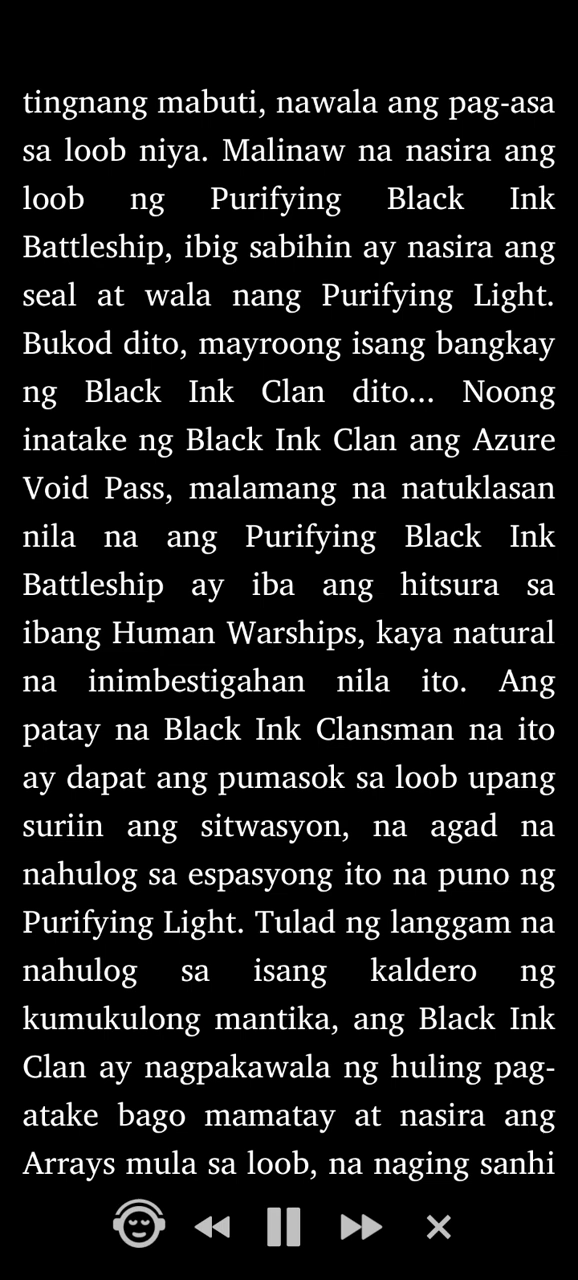 tingnang mabuti, nawala ang pag-asa
sa loob niya. Malinaw na nasira ang
loob ng Purifying Black Ink
Battleship, ibig sabihin ay nasira ang
seal at wala nang Purifying Light.
Bukod dito, mayroong isang bangkay
ng Black Ink Clan dito... Noong
inatake ng Black Ink Clan ang Azure
Void Pass, malamang na natuklasan
nila na ang Purifying Black Ink
Battleship ay iba ang hitsura sa
ibang Human Warships, kaya natural
na inimbestigahan nila ito. Ang
patay na Black Ink Clansman na ito
ay dapat ang pumasok sa loob upang
suriin ang sitwasyon, na agad na
nahulog sa espasyong ito na puno ng
Purifying Light. Tulad ng langgam na
nahulog sa isang kaldero ng
kumukulong mantika, ang Black Ink
Clan ay nagpakawala ng huling pag-
atake bago mamatay at nasira ang
Arrays mula sa loob, na naging sanhi